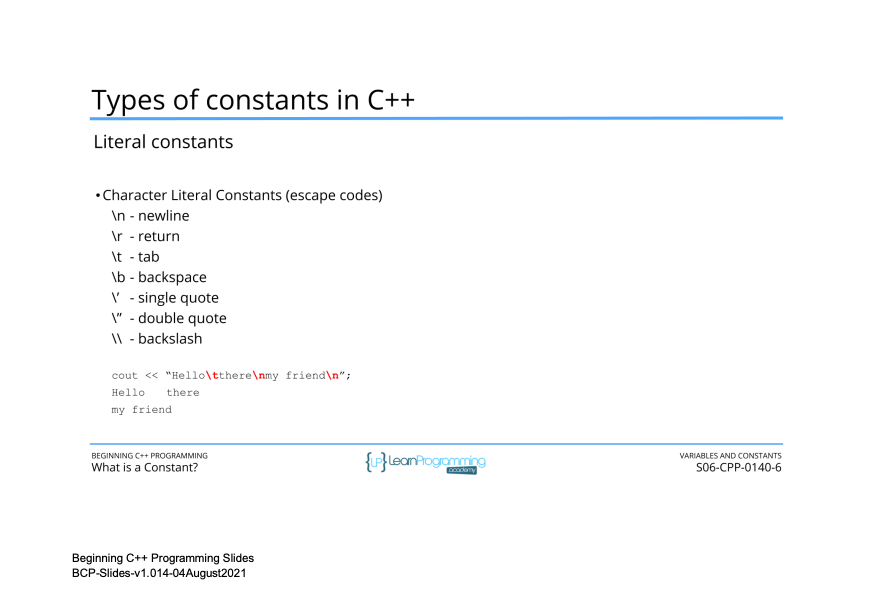 Types of constants in C++
Literal constants
•Character Literal Constants (escape codes)
\n - newline
\r - return
\t - tab
\b - backspace
\’ - single quote
\” - double quote
\\ - backslash
cout << “Hello\tthere\nmy friend\n”;
Hello there
my friend
BEGINNING C++ PROGRAMMING
What is a Constant?
{LP} LearnProgramming
academy
VARIABLES AND CONSTANTS
S06-CPP-0140-6
Beginning C++ Programming Slides
BCP-Slides-v1.014-04August2021